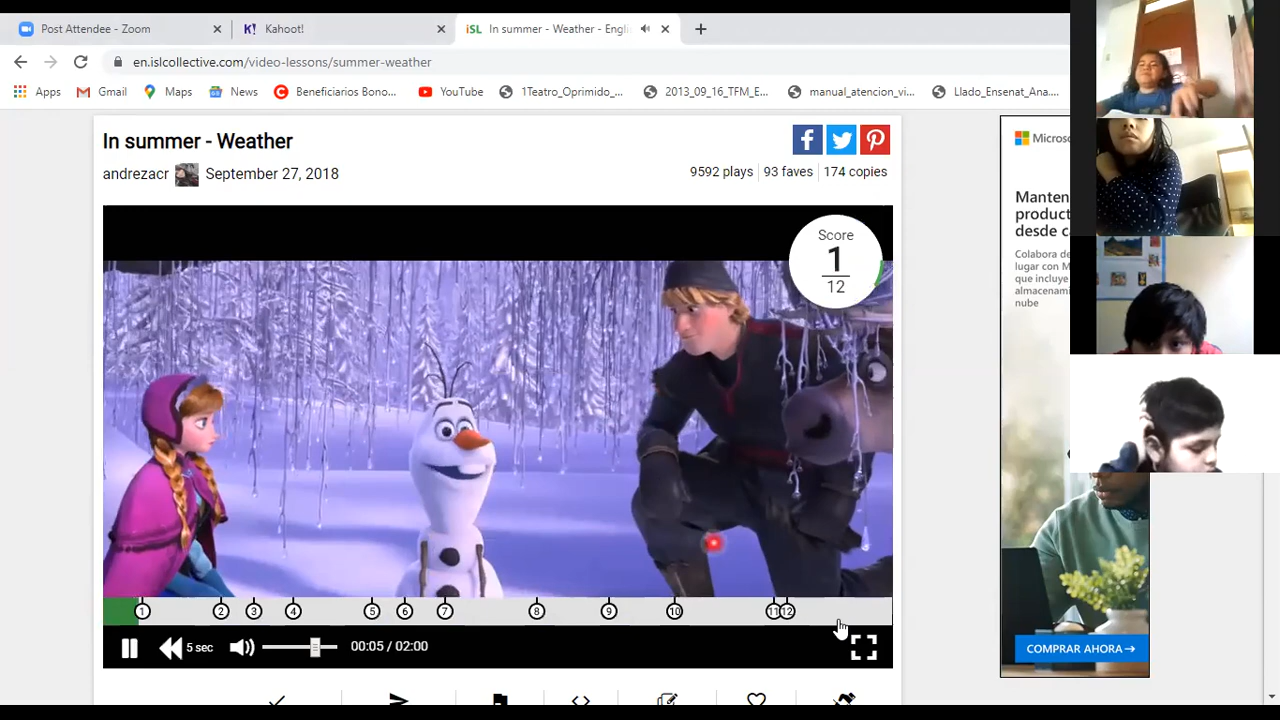 Post Attendee - Zoom
K! Kahoot!
iSL In summer - Weather - Engli
en.islcollective.com/video-lessons/summer-weather
Apps
Gmail
Maps
News
Beneficiarios Bono...
YouTube
1Teatro_Oprimido_...
2013_09_16_TFM_E...
manual_atencion_vi...
Llado_Ensenat_Ana....
In summer - Weather
andrezacr
September 27, 2018
9592 plays
93 faves
174 copies
Score
1
12
1 2 3 4 5 6 7 8 9 10 11 12
5 sec
00:05 / 02:00
Manten
product
desde ca
Colabora de
lugar con M
que incluye
almacenami
nube
COMPRAR AHORA→